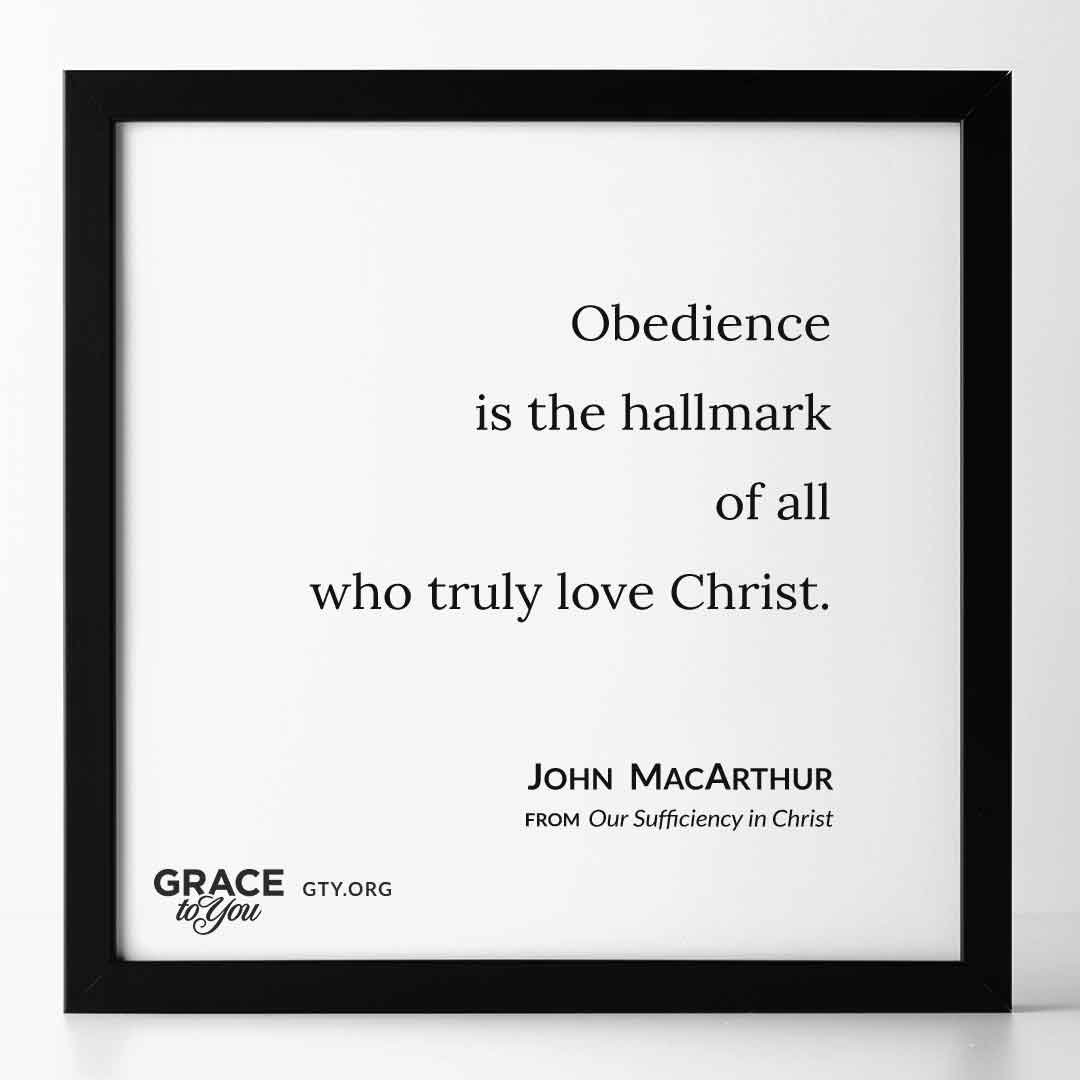 Obedience
is the hallmark
of all
who truly love Christ.
John MacArthur
from Our Sufficiency in Christ
GRACE
to You
GTY.ORG